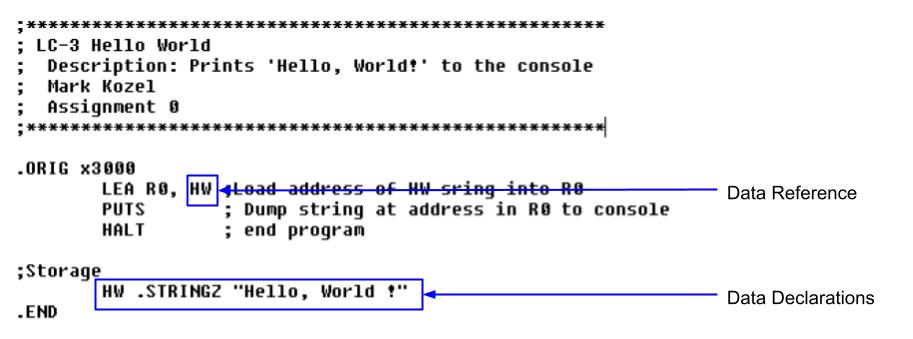 ;*****************************************************
; LC-3 Hello World
;  Description: Prints 'Hello, World!' to the console
;  Mark Kozel
;  Assignment 0
;*****************************************************
.ORIG x3000
LEA R0, HW ;Load address of HW sring into R0
Data Reference
PUTS ; Dump string at address in R0 to console
HALT ; end program
;Storage
HW .STRINGZ "Hello, World !"
Data Declarations
.END